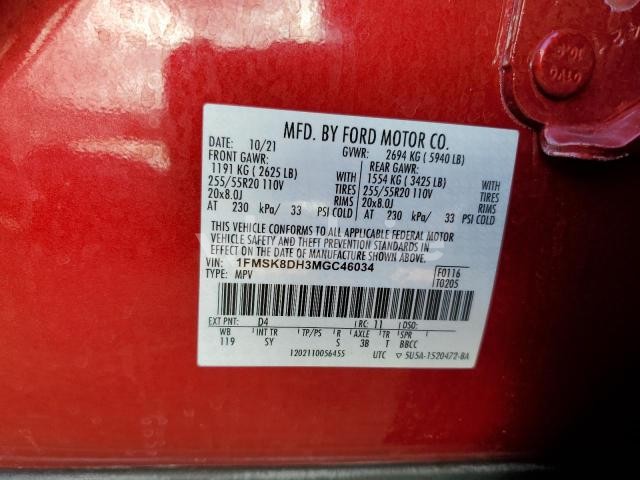 MFD. BY FORD MOTOR CO.
DATE: 10/21 GVWR: 2694 KG ( 5940 LB)
FRONT GAWR: REAR GAWR:
1191 KG ( 2625 LB) WITH 1554 KG ( 3425 LB) WITH
255/55R20 110V TIRES 255/55R20 110V TIRES
20x8.0J RIMS 20x8.0J RIMS
AT 230 kPa/ 33 PSI COLD AT 230 kPa/ 33 PSI COLD
THIS VEHICLE CONFORMS TO ALL APPLICABLE FEDERAL MOTOR
VEHICLE SAFETY AND THEFT PREVENTION STANDARDS IN
EFFECT ON THE DATE OF MANUFACTURE SHOWN ABOVE.
VIN: 1FMSK8DH3MGC46034 F0116
TYPE: MPV T0205
EXT PNT: D4 RC: 11 DSO:
WB INT TR TP/PS R AXLE TR SPR
119 SY S 3B T BBCC
1202110056455 UTC ▽ 5U5A-1520472-BA